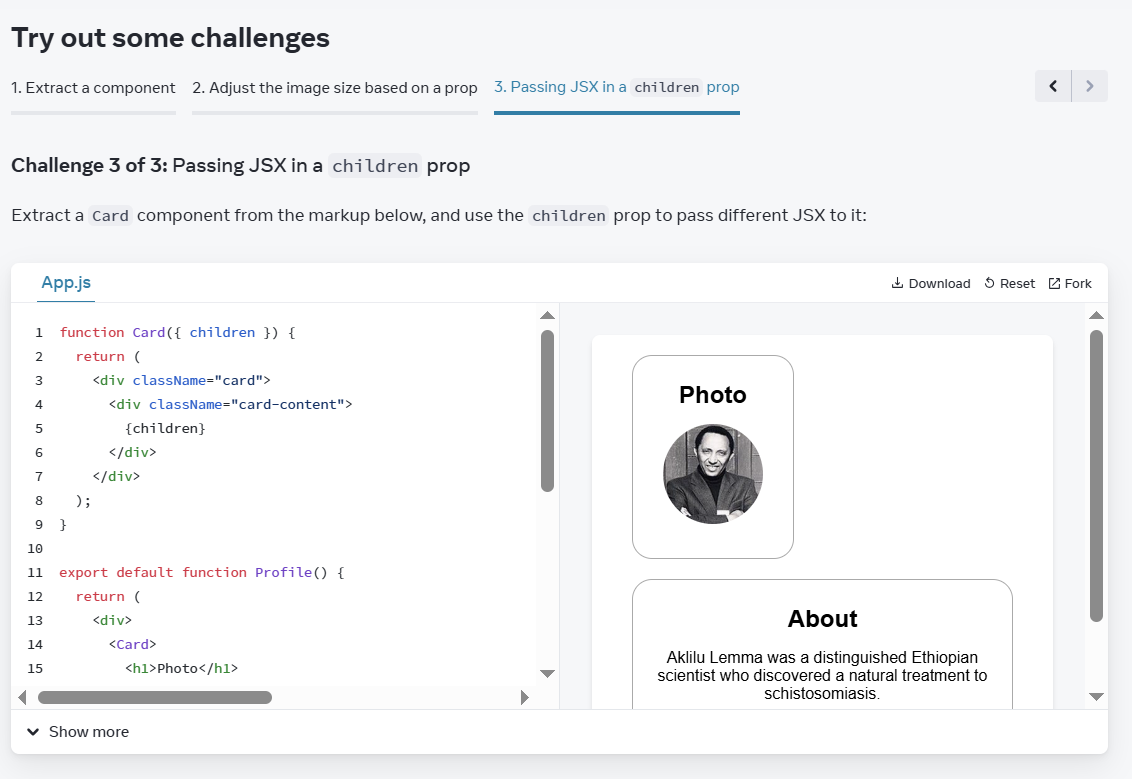 Try out some challenges
1. Extract a component 2. Adjust the image size based on a prop 3. Passing JSX in a children prop
Challenge 3 of 3: Passing JSX in a children prop
Extract a Card component from the markup below, and use the children prop to pass different JSX to it:
App.js
Download Reset Fork
1 function Card({ children }) {
2   return (
3     <div className="card">
4       <div className="card-content">
5         {children}
6       </div>
7     </div>
8   );
9 }
10
11 export default function Profile() {
12   return (
13     <div>
14       <Card>
15         <h1>Photo</h1>
Photo
About
Aklilu Lemma was a distinguished Ethiopian
scientist who discovered a natural treatment to
schistosomiasis.
Show more